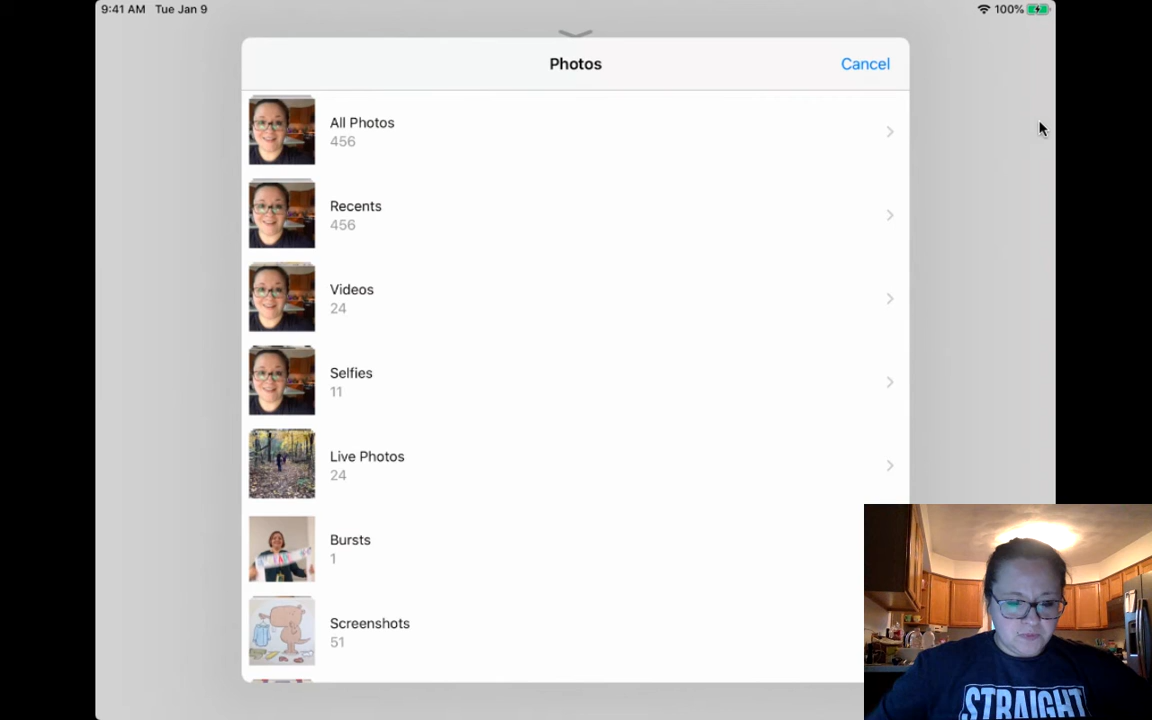 9:41 AM Tue Jan 9
100%
Photos
Cancel
All Photos
456
Recents
456
Videos
24
Selfies
11
Live Photos
24
Bursts
1
Screenshots
51
STRAIGHT